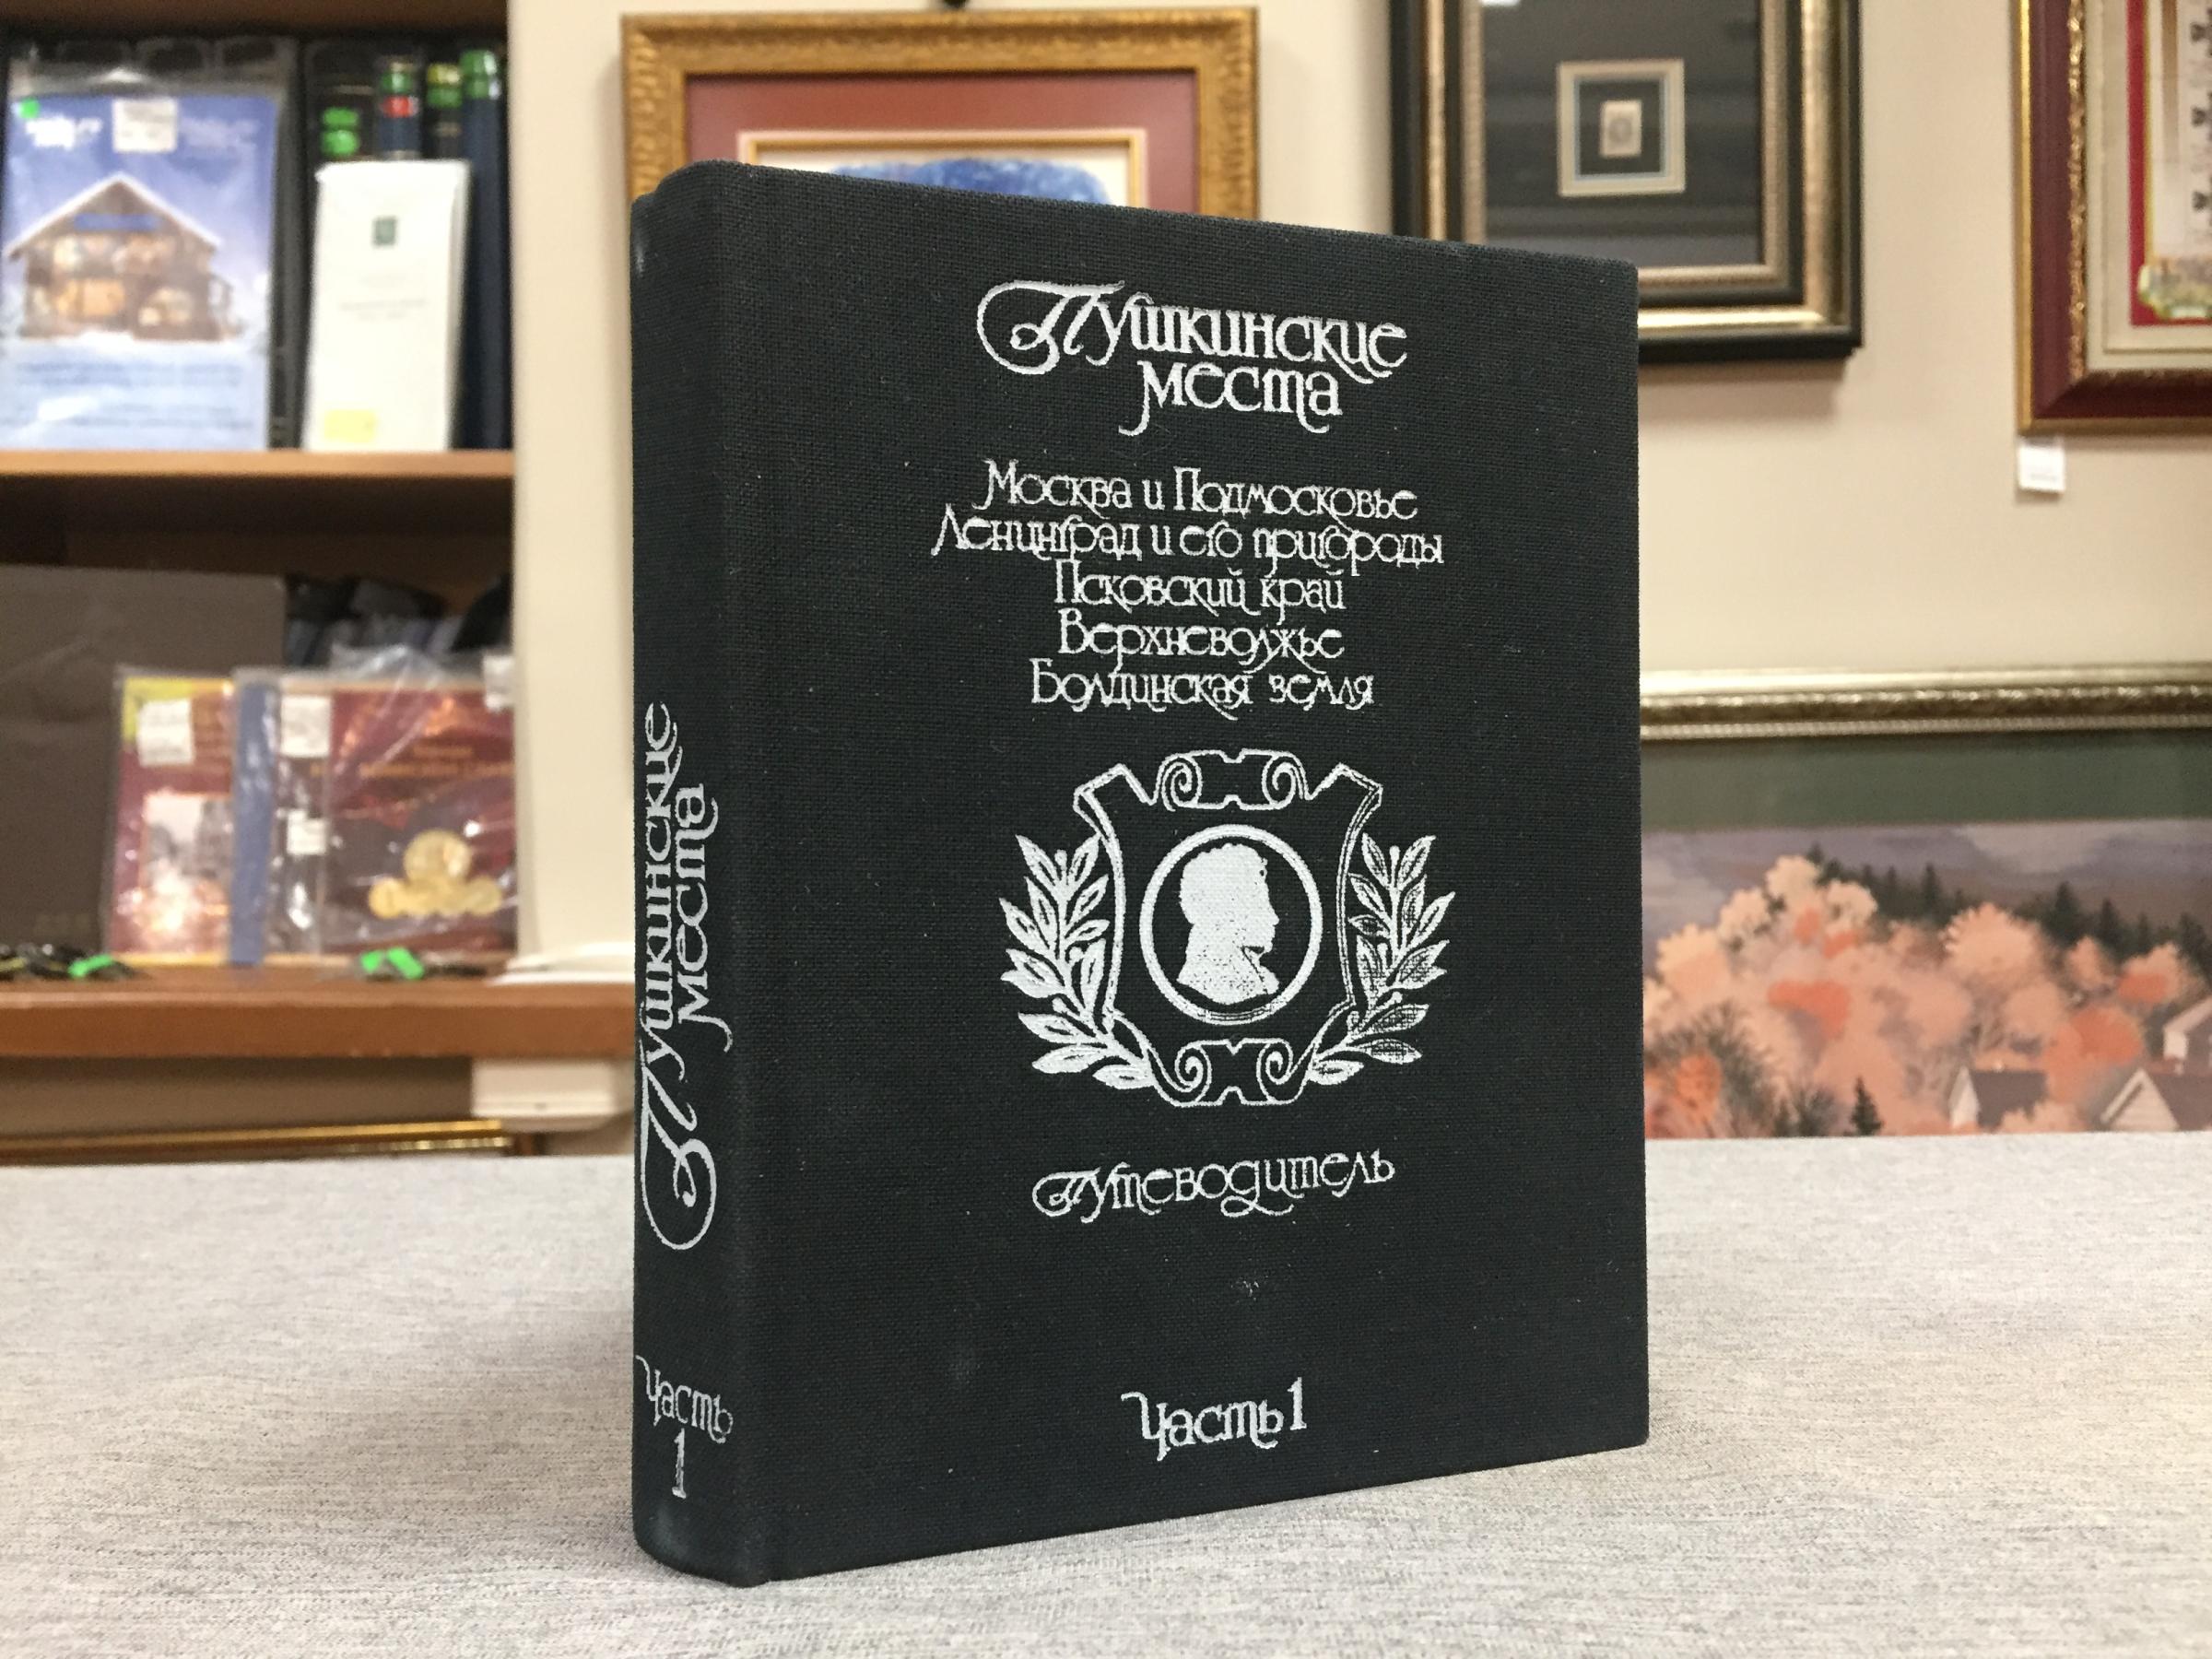 Пушкинские
места
Москва и Подмосковье
Ленинград и его пригороды
Псковский край
Верхневолжье
Болдинская земля
Путеводитель
Часть 1
Пушкинские
места
Часть
1